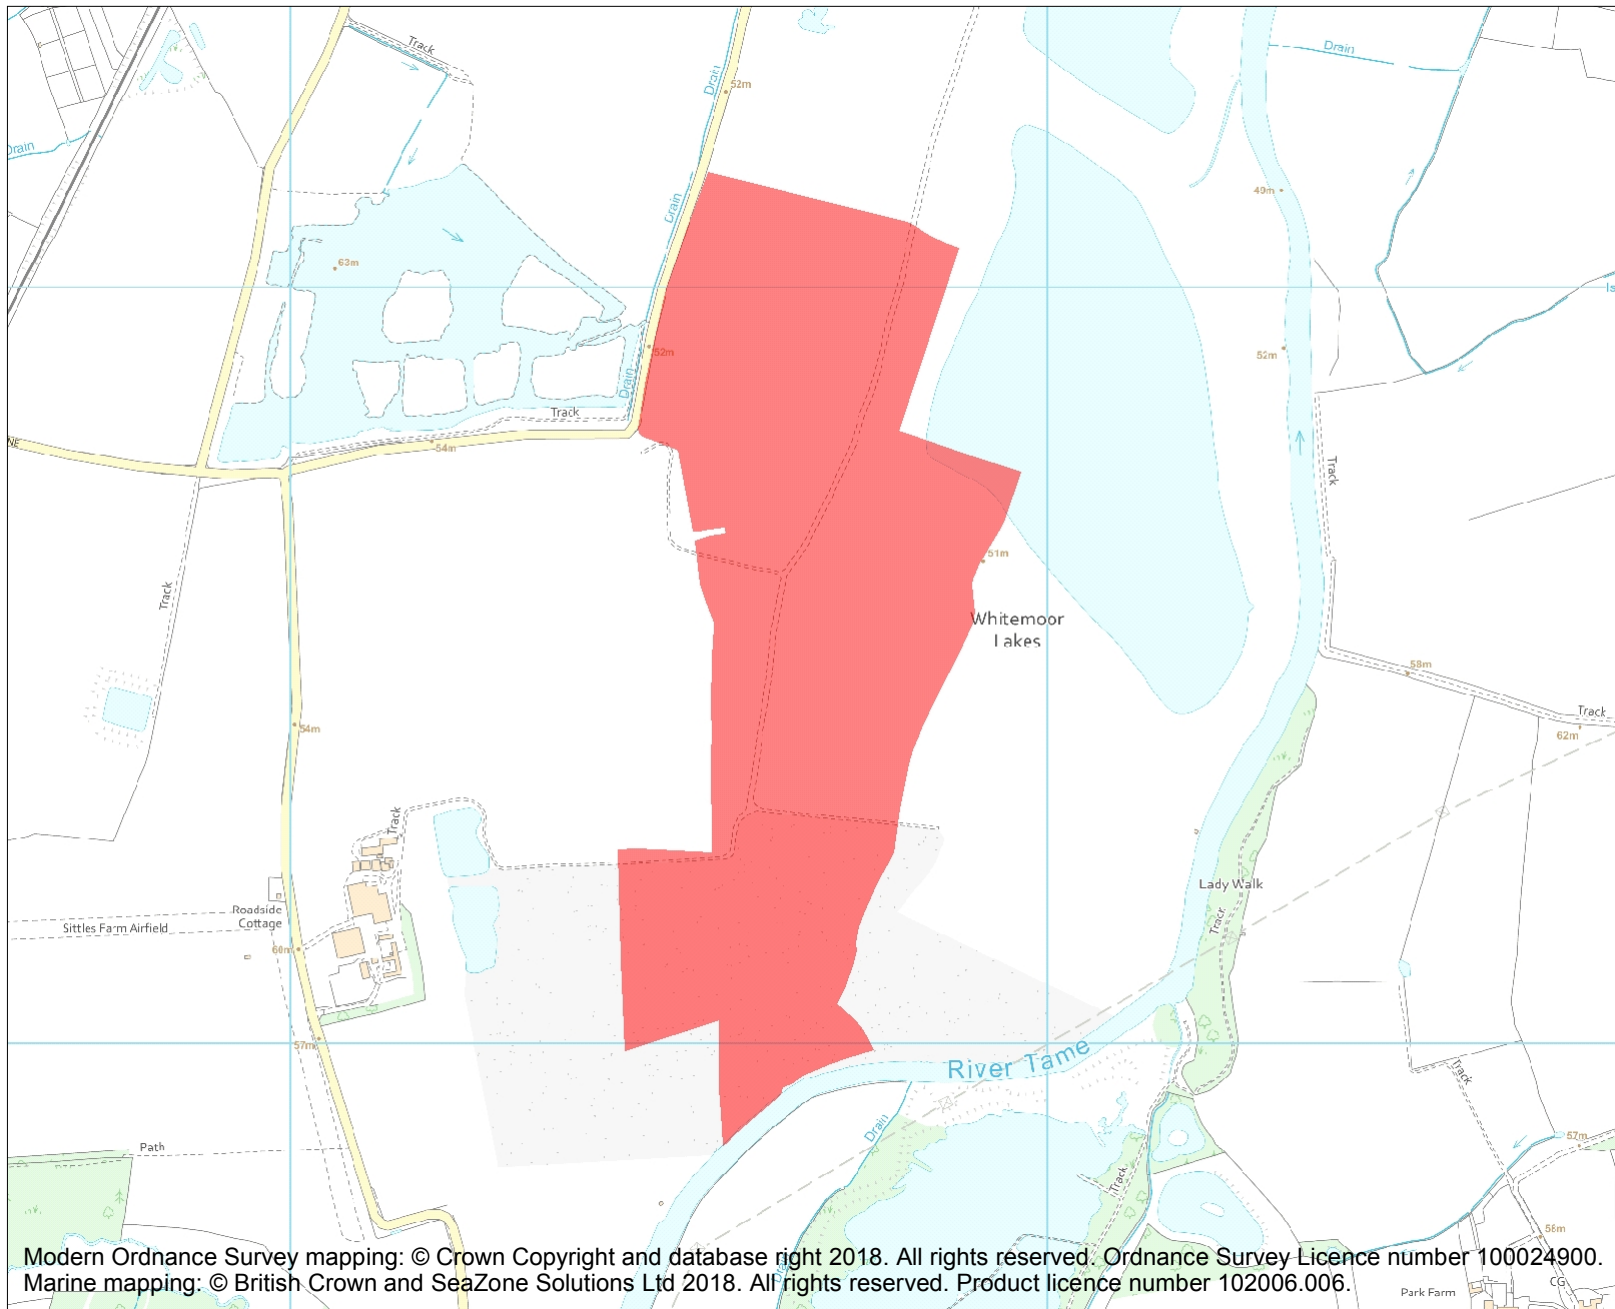 Track
Drain
52m
Drain
Drain
49m
Drain
63m
Is
52m
52m
Drain
Track
NE
54m
Track
51m
Track
Whitemoor
Lakes
58m
Track
62m
54m
Track
Lady Walk
Roadside
Cottage
Sittles Farm Airfield
Track
60m
57m
River Tame
Track
Drain
57m
Path
Track
58m
Modern Ordnance Survey mapping: © Crown Copyright and database right 2018. All rights reserved. Ordnance Survey Licence number 100024900.
Marine mapping: © British Crown and SeaZone Solutions Ltd 2018. All rights reserved. Product licence number 102006.006.
CG
Park Farm